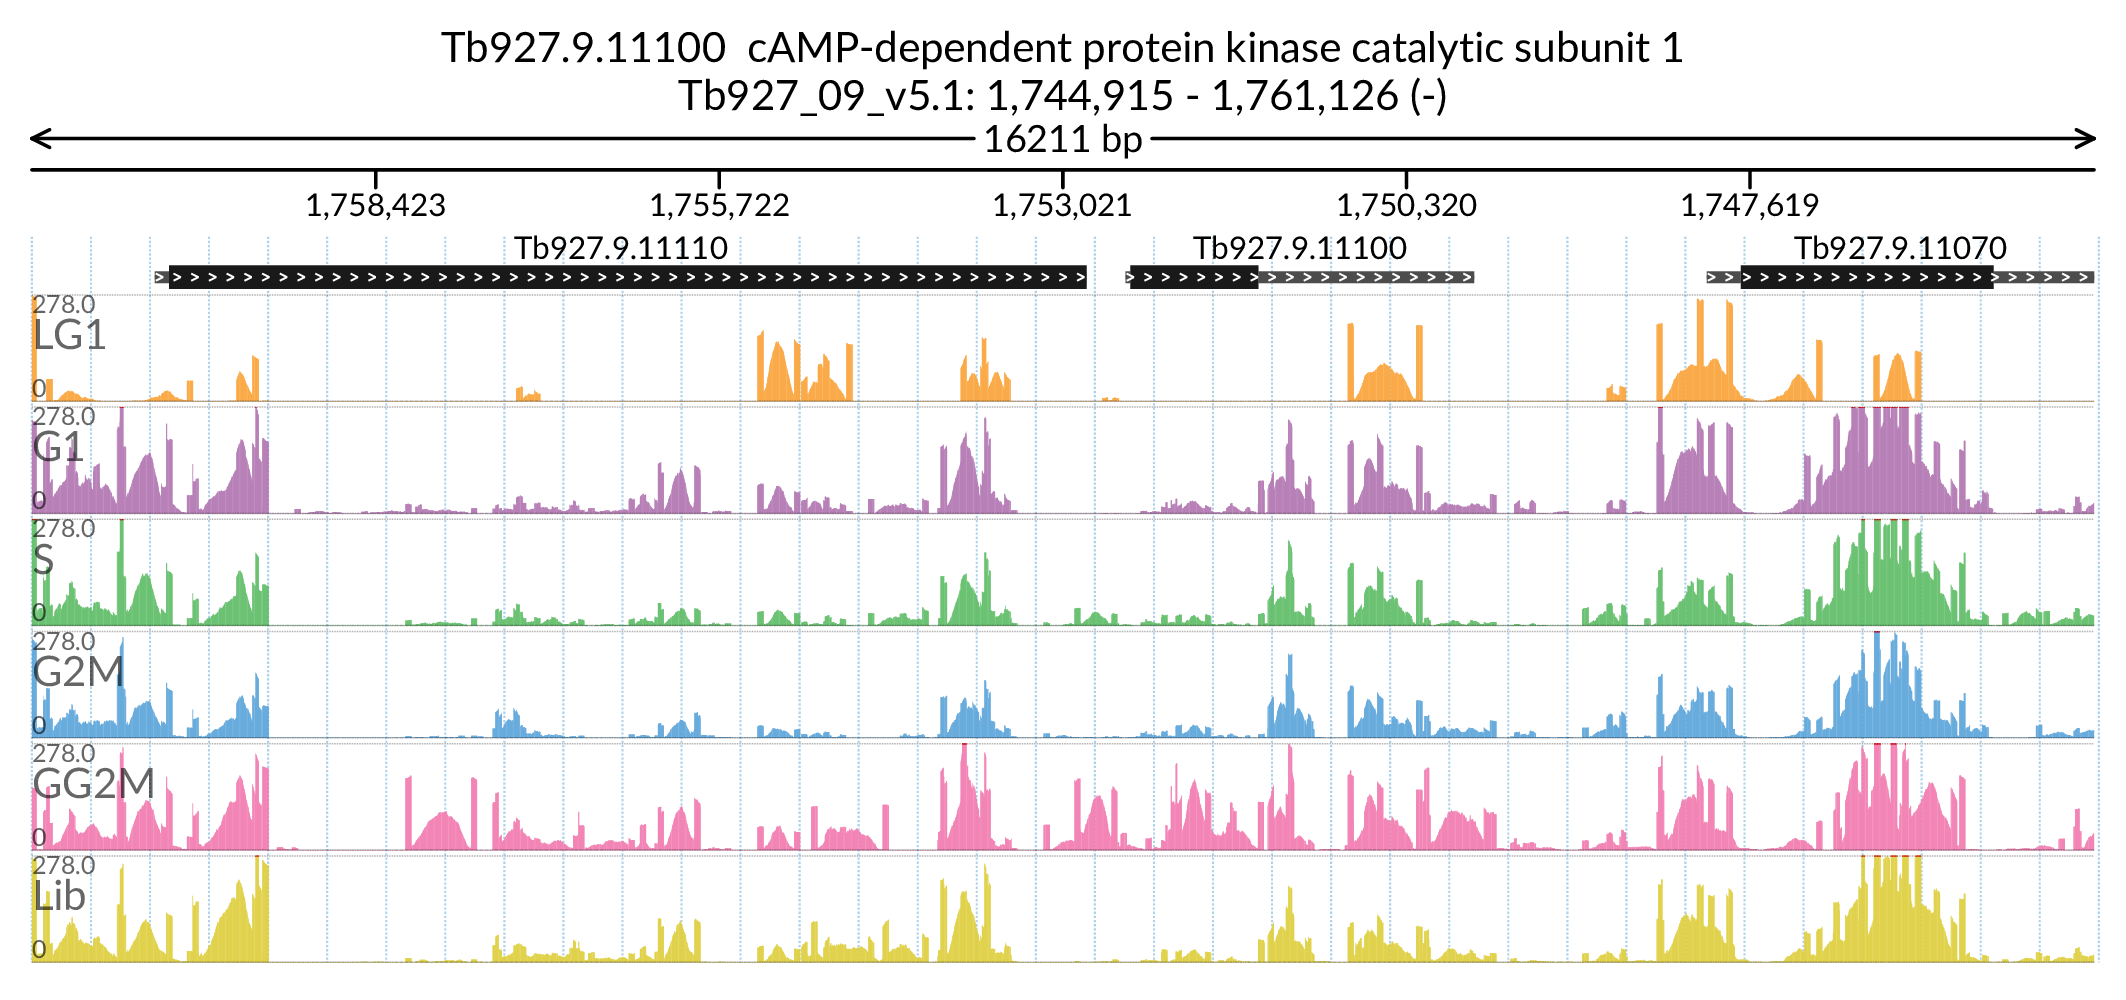 Tb927.9.11100  cAMP-dependent protein kinase catalytic subunit 1
Tb927_09_v5.1: 1,744,915 - 1,761,126 (-)
16211 bp
1,758,423 1,755,722 1,753,021 1,750,320 1,747,619
Tb927.9.11110 Tb927.9.11100 Tb927.9.11070
278.0
LG1
0
278.0
G1
0
278.0
S
0
278.0
G2M
0
278.0
GG2M
0
278.0
Lib
0